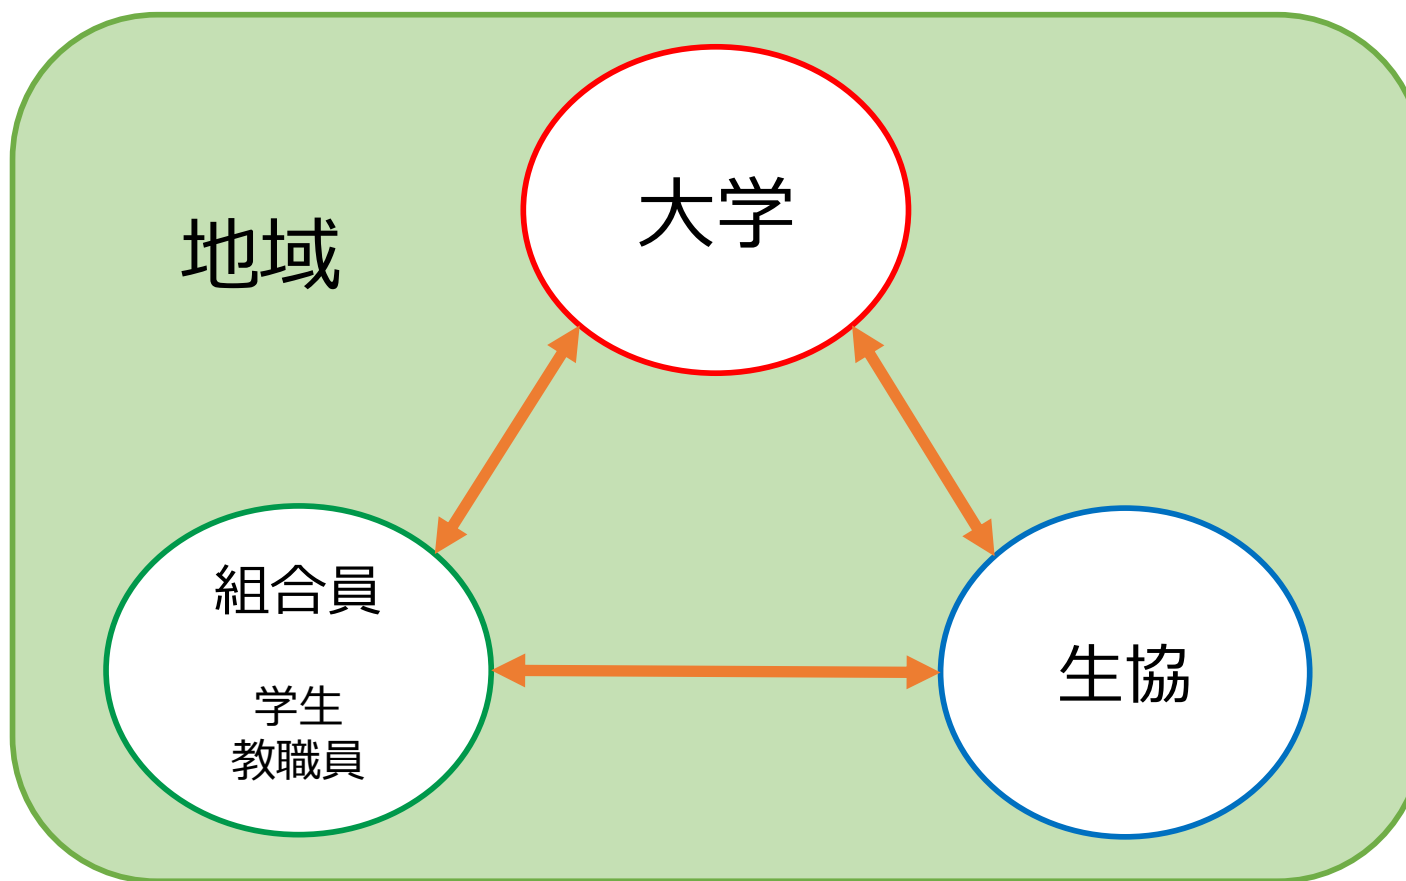 大学
地域
組合員
学生
教職員
生協